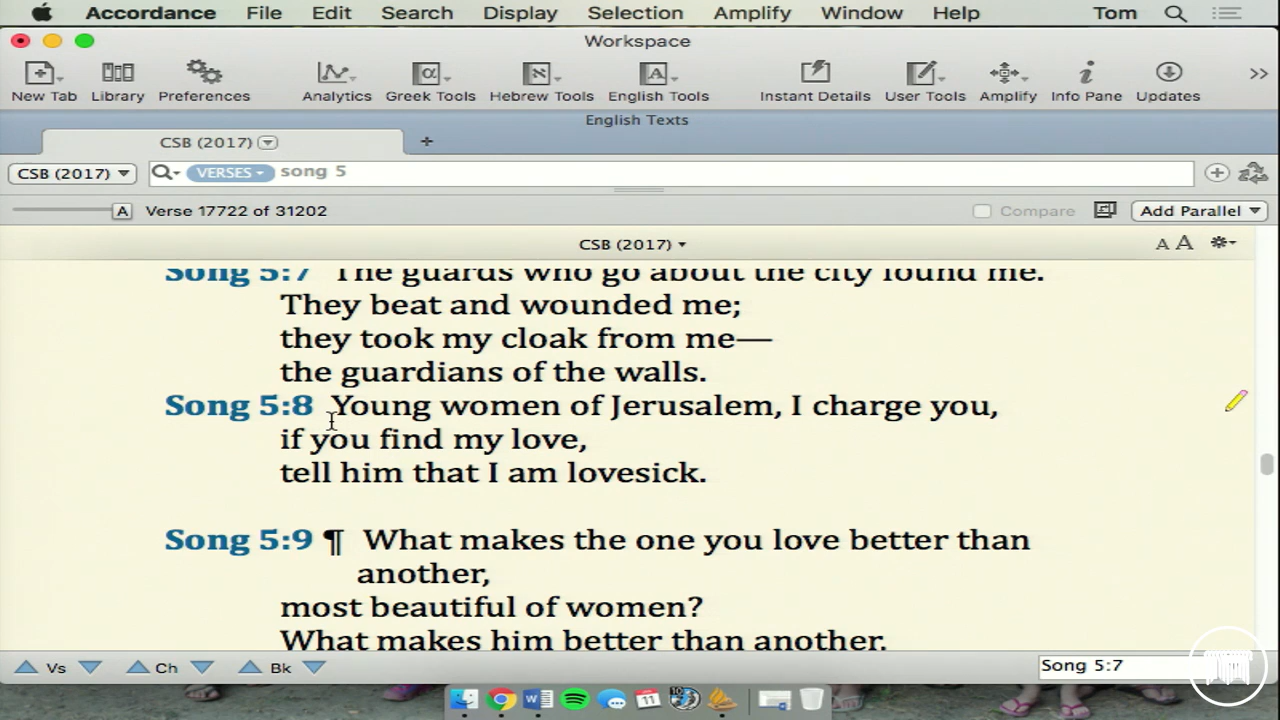 Accordance File Edit Search Display Selection Amplify Window Help Tom
Workspace
New Tab Library Preferences Analytics Greek Tools Hebrew Tools English Tools Instant Details User Tools Amplify Info Pane Updates
English Texts
CSB (2017)
CSB (2017) VERSES song 5
A Verse 17722 of 31202 Compare Add Parallel
CSB (2017) A A
Song 5:7 The guards who go about the city found me.
They beat and wounded me;
they took my cloak from me—
the guardians of the walls.
Song 5:8 Young women of Jerusalem, I charge you,
if you find my love,
tell him that I am lovesick.
Song 5:9 ¶ What makes the one you love better than
another,
most beautiful of women?
What makes him better than another,
Vs Ch Bk Song 5:7
11 10